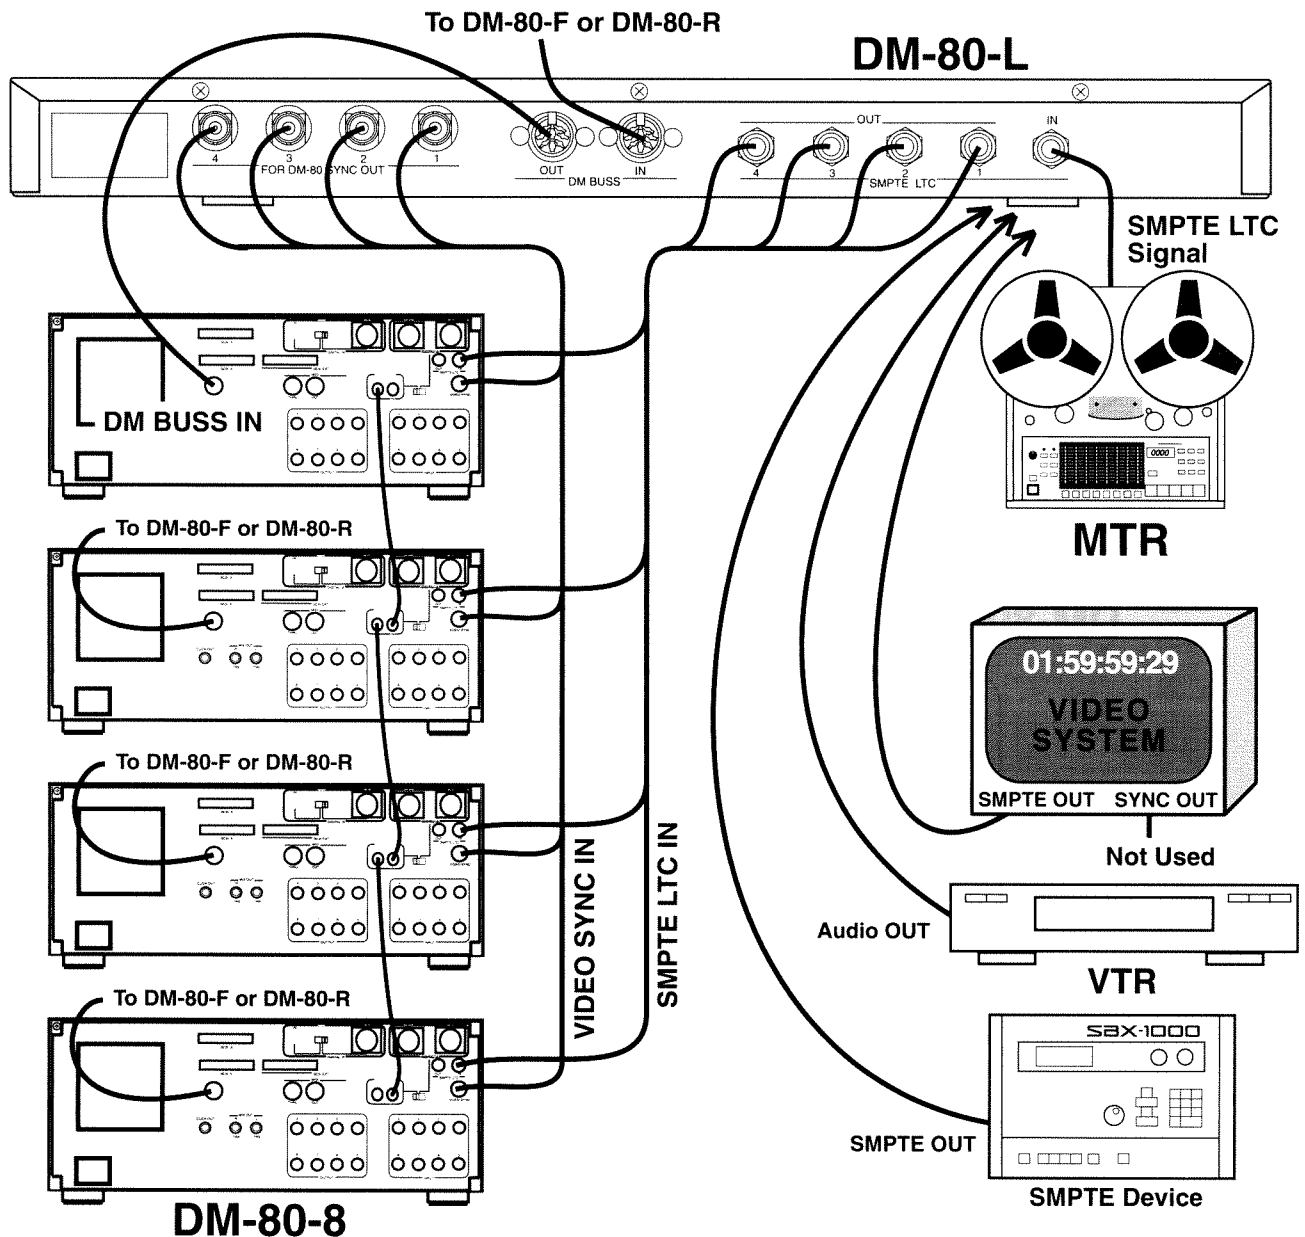 To DM-80-F or DM-80-R
DM-80-L
4 3 2 1
FOR DM-80 SYNC OUT
OUT IN
DM BUSS
OUT IN
4 3 2 1
SMPTE LTC
SMPTE LTC
Signal
DM BUSS IN
0000
MTR
To DM-80-F or DM-80-R
01:59:59:29
VIDEO
SYSTEM
SMPTE OUT SYNC OUT
Not Used
To DM-80-F or DM-80-R
VIDEO SYNC IN
SMPTE LTC IN
Audio OUT
VTR
To DM-80-F or DM-80-R
SBX-1000
SMPTE OUT
SMPTE Device
DM-80-8